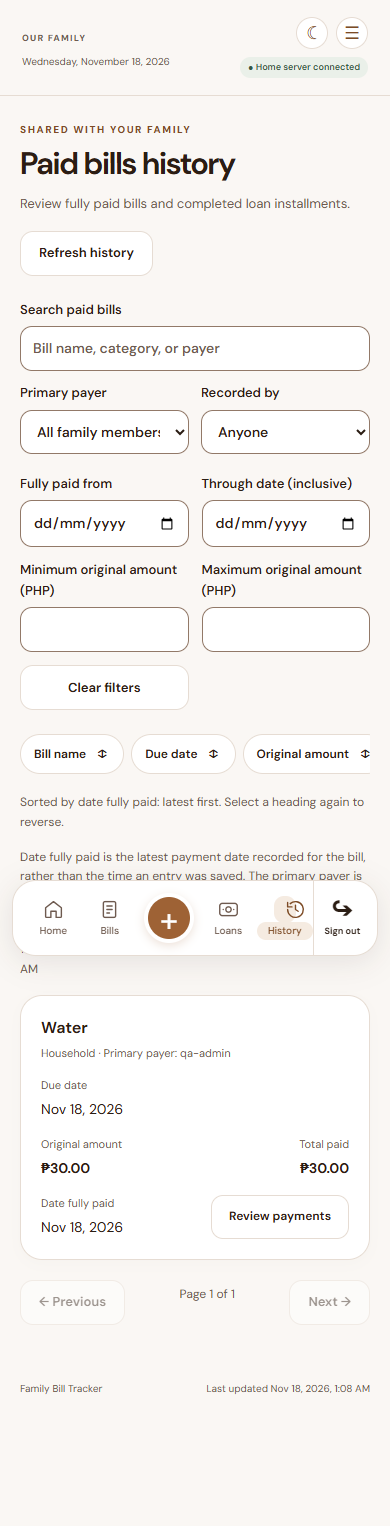 OUR FAMILY
Wednesday, November 18, 2026
Home server connected
SHARED WITH YOUR FAMILY
Paid bills history
Review fully paid bills and completed loan installments.
Refresh history
Search paid bills
Bill name, category, or payer
Primary payer
Recorded by
All family members
Anyone
Fully paid from
Through date (inclusive)
dd/mm/yyyy
dd/mm/yyyy
Minimum original amount
(PHP)
Maximum original amount
(PHP)
Clear filters
Bill name
Due date
Original amount
Sorted by date fully paid: latest first. Select a heading again to
reverse.
Date fully paid is the latest payment date recorded for the bill,
rather than the time an entry was saved. The primary payer is
Home
Bills
+
Loans
History
Sign out
AM
Water
Household · Primary payer: qa-admin
Due date
Nov 18, 2026
Original amount
Total paid
₱30.00
₱30.00
Date fully paid
Nov 18, 2026
Review payments
← Previous
Page 1 of 1
Next →
Family Bill Tracker
Last updated Nov 18, 2026, 1:08 AM